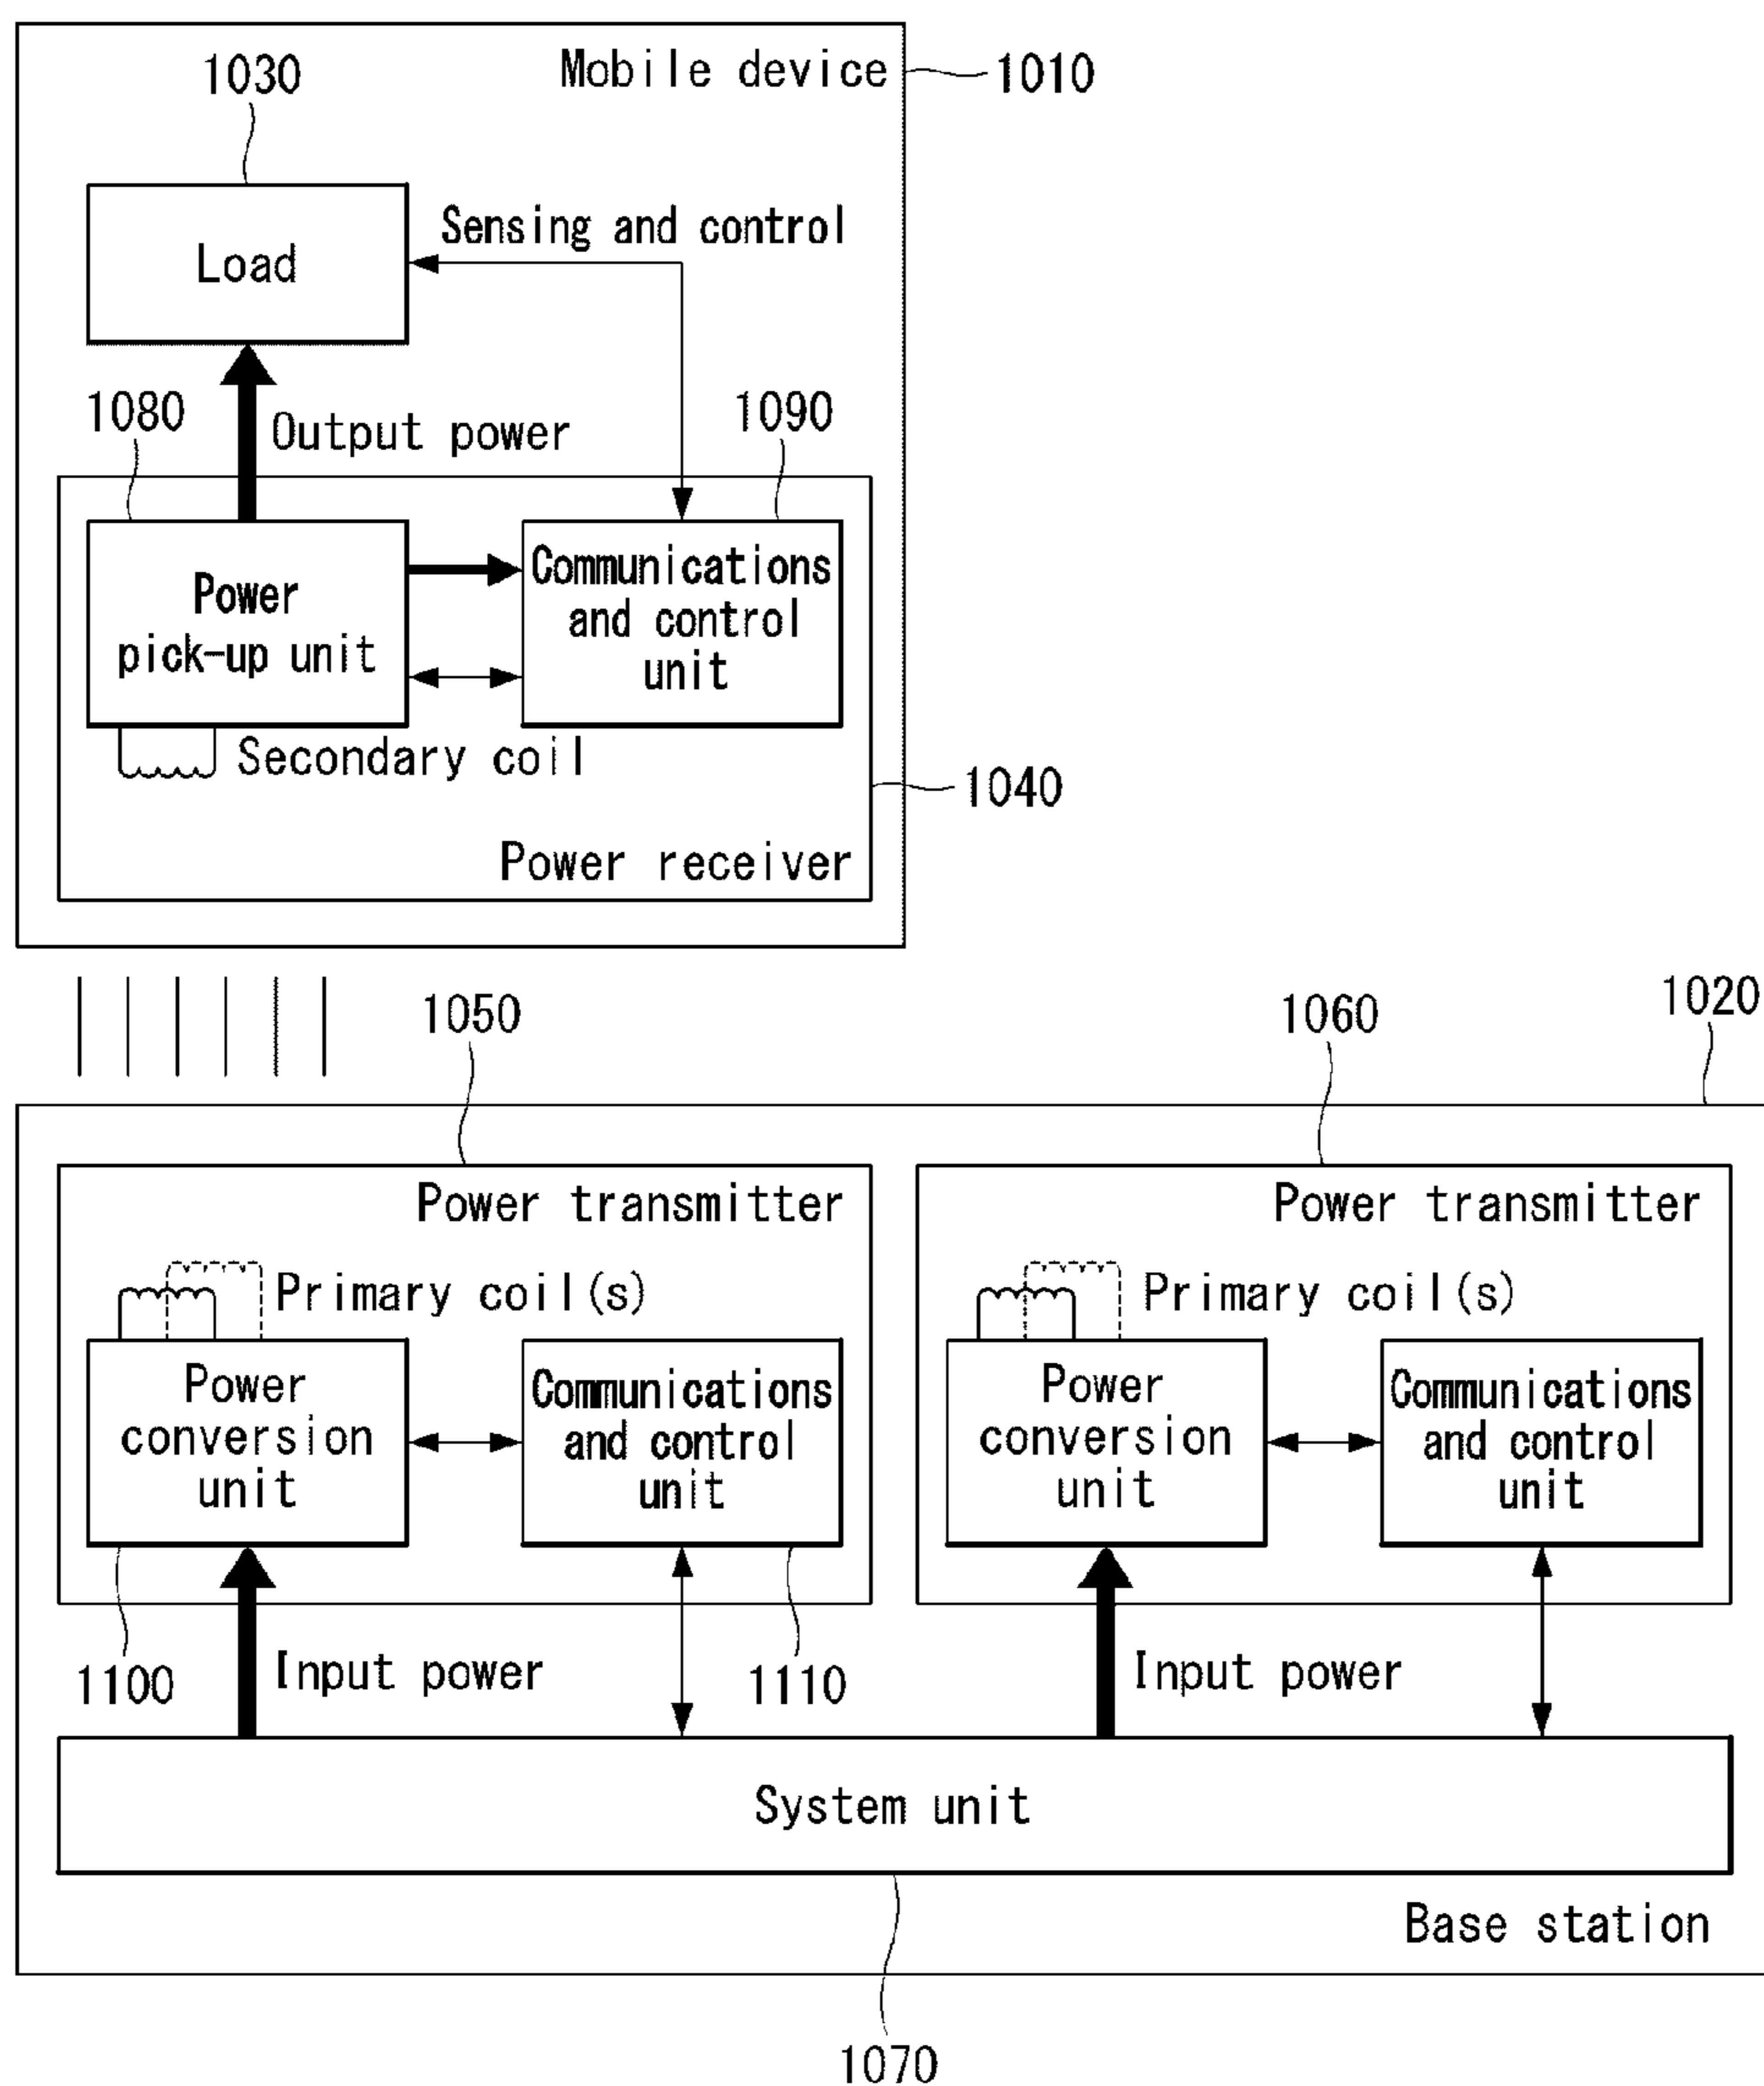 Mobile device
1010
1030
Load
Sensing and control
1080
Output power
1090
Power
pick-up unit
Communications
and control
unit
Secondary coil
1040
Power receiver
1050
1060
1020
Power transmitter
Primary coil(s)
Power
conversion
unit
Communications
and control
unit
Power transmitter
Primary coil(s)
Power
conversion
unit
Communications
and control
unit
1100
Input power
1110
Input power
System unit
Base station
1070